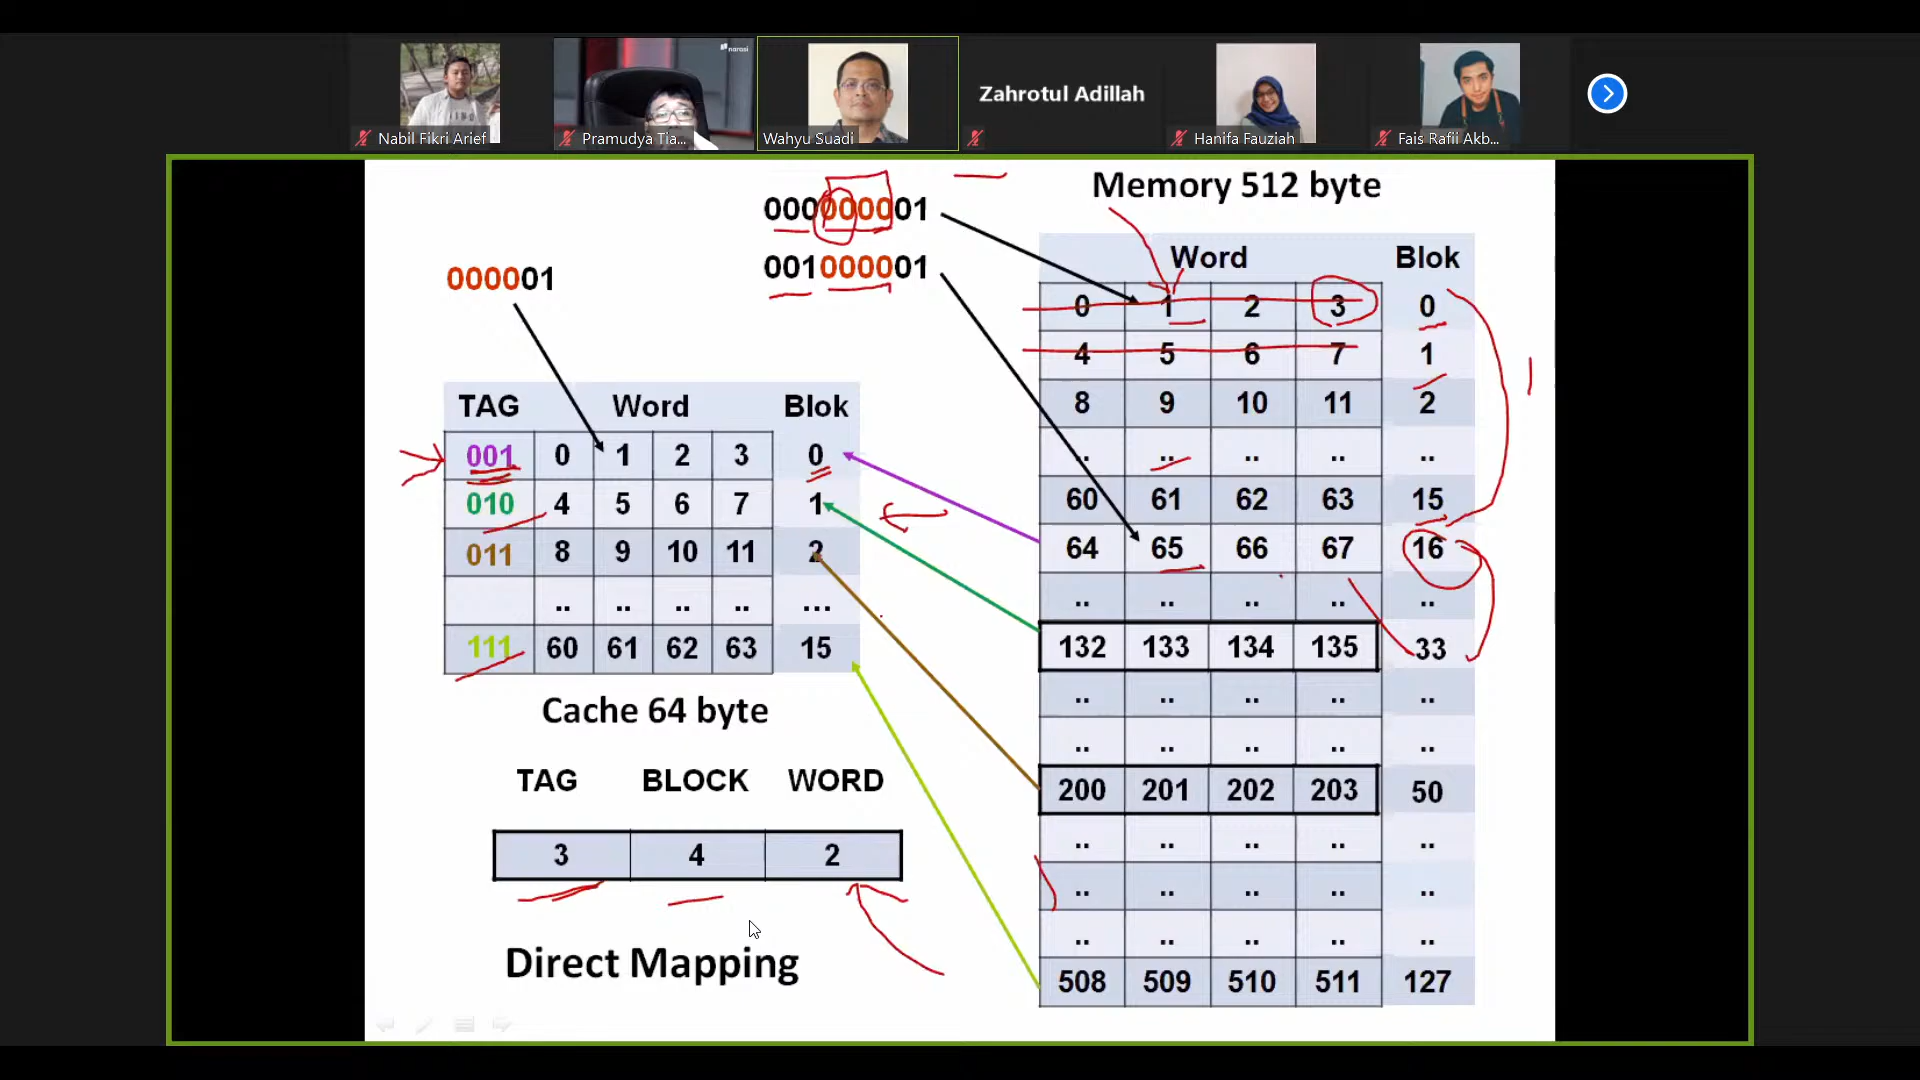 narasi
Nabil Fikri Arief
Pramudya Tia...
Wahyu Suadi
Zahrotul Adillah
Hanifa Fauziah
Fais Rafii Akb...
Memory 512 byte
000000001
001000001
000001
Word Blok
0 1 2 3 0
4 5 6 7 1
8 9 10 11 2
.. .. .. .. ..
60 61 62 63 15
64 65 66 67 16
.. .. .. .. ..
132 133 134 135 33
.. .. .. .. ..
.. .. .. .. ..
200 201 202 203 50
.. .. .. .. ..
.. .. .. .. ..
.. .. .. .. ..
508 509 510 511 127
TAG Word Blok
001 0 1 2 3 0
010 4 5 6 7 1
011 8 9 10 11 2
.. .. .. .. ...
111 60 61 62 63 15
Cache 64 byte
TAG BLOCK WORD
3 4 2
Direct Mapping